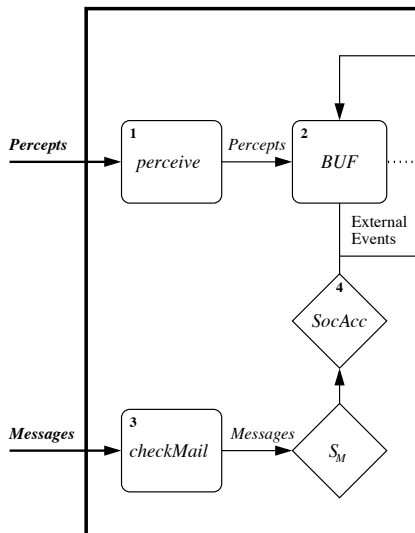 1
2
Percepts
perceive
Percepts
BUF
External
Events
4
SocAcc
3
Messages
checkMail
Messages
S_M